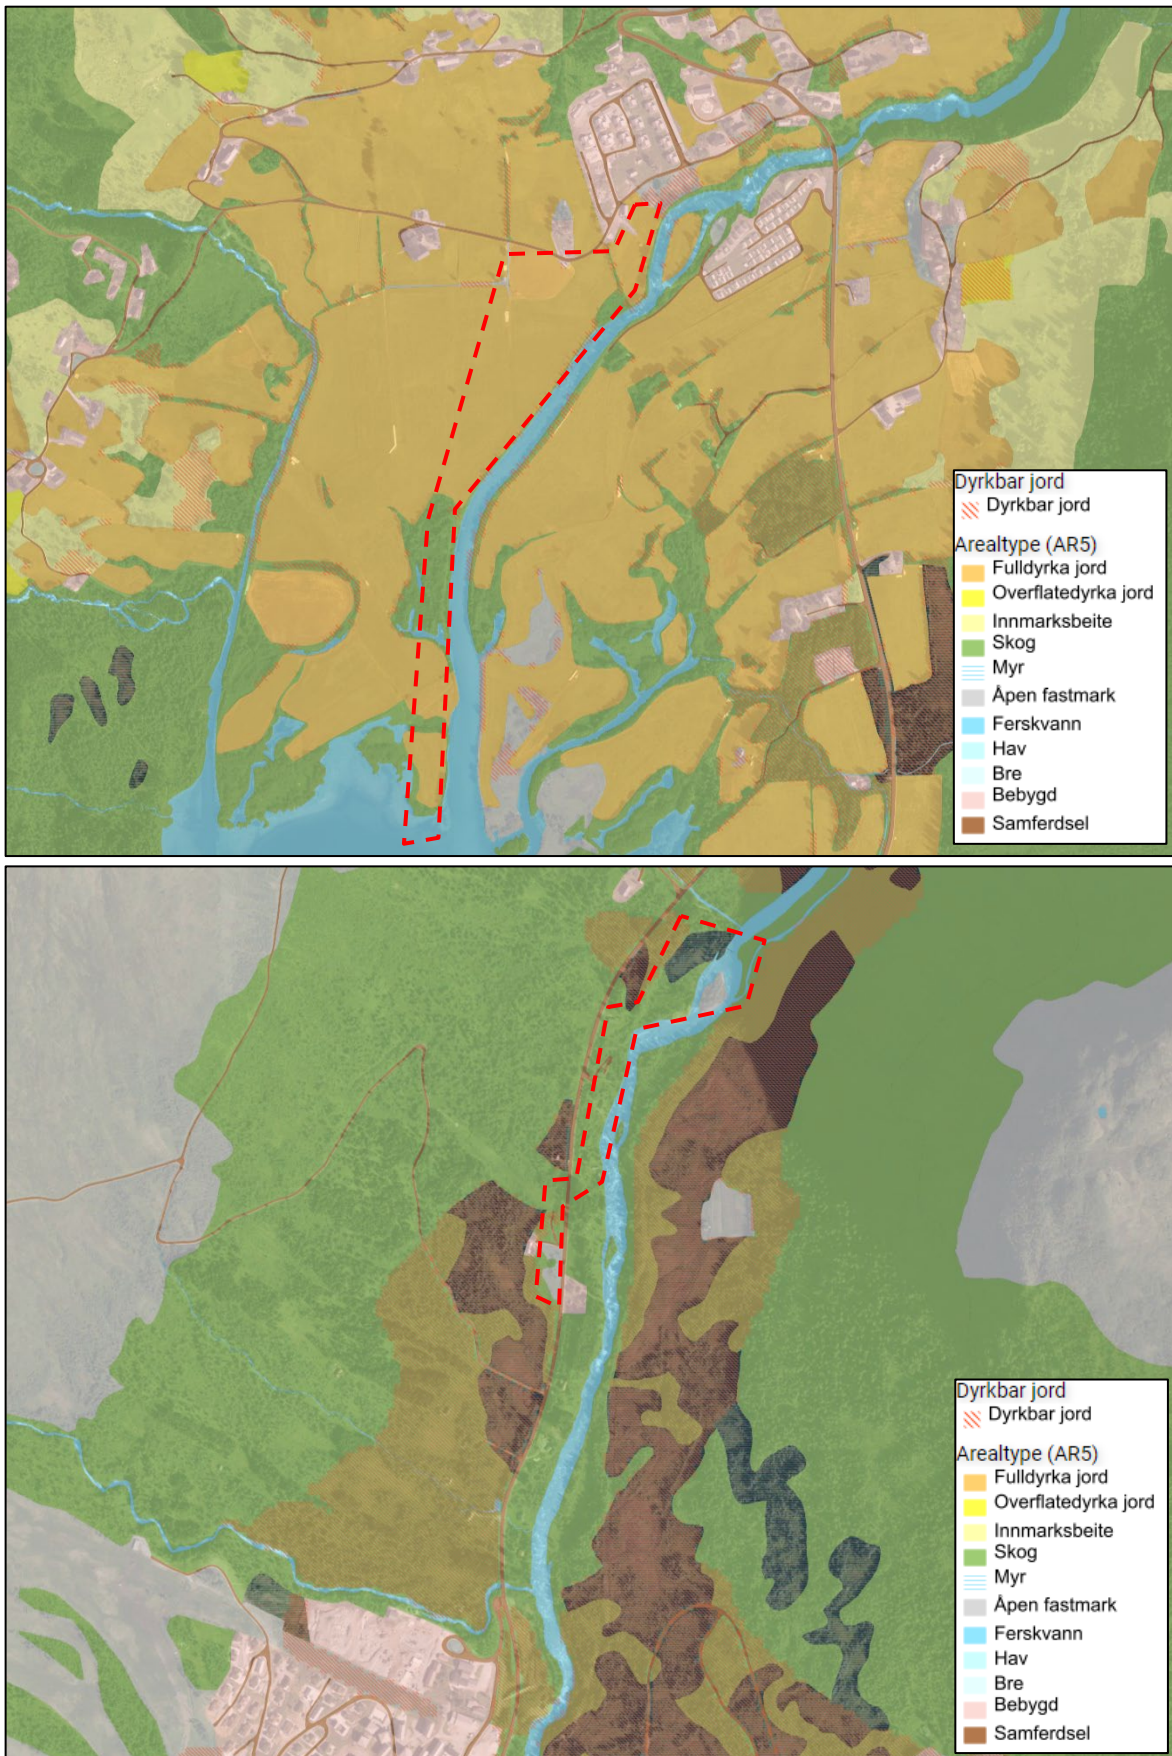 Dyrkbar jord
Dyrkbar jord
Arealtype (AR5)
Fulldyrka jord
Overflatedyrka jord
Innmarksbeite
Skog
Myr
Åpen fastmark
Ferskvann
Hav
Bre
Bebygd
Samferdsel
Dyrkbar jord
Dyrkbar jord
Arealtype (AR5)
Fulldyrka jord
Overflatedyrka jord
Innmarksbeite
Skog
Myr
Åpen fastmark
Ferskvann
Hav
Bre
Bebygd
Samferdsel